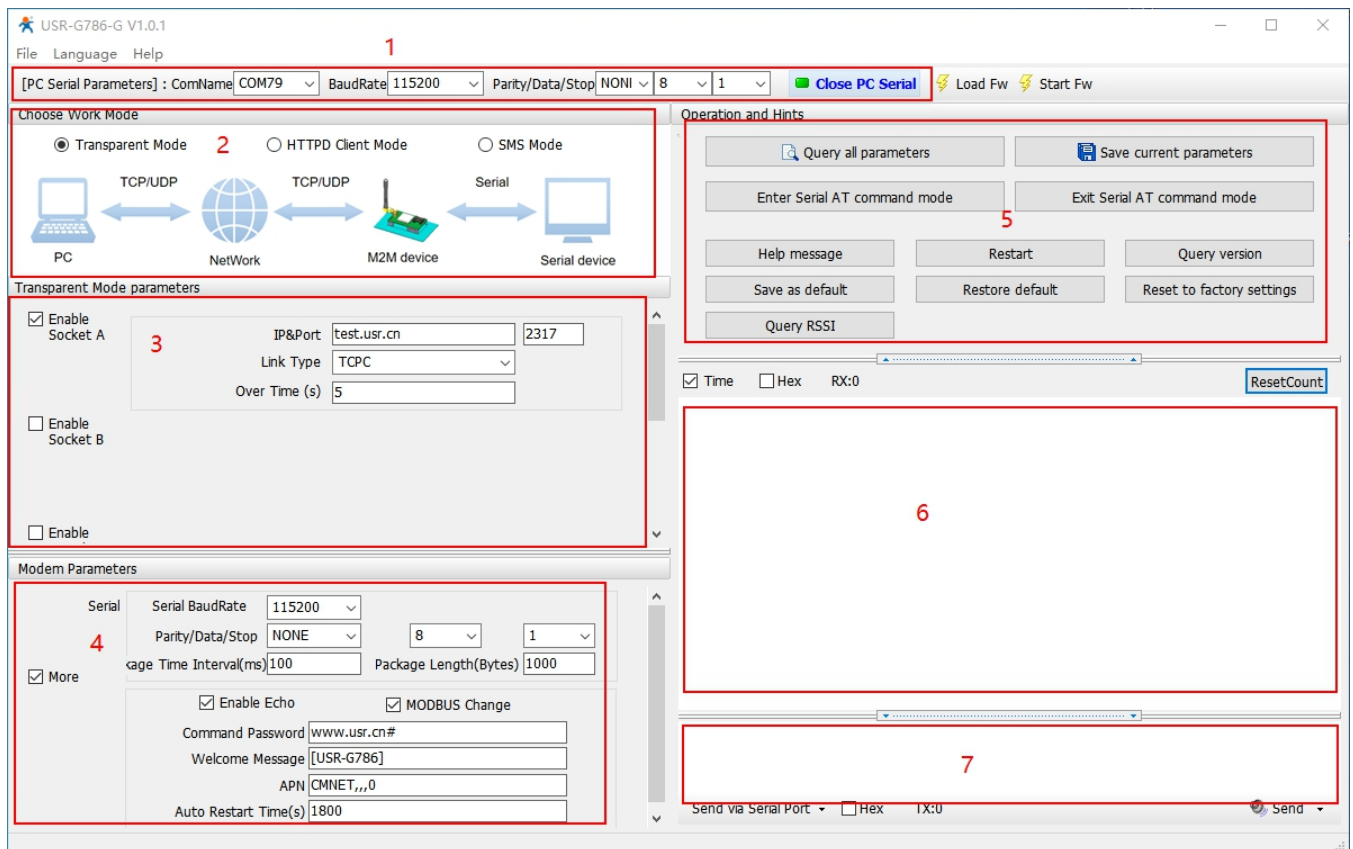 USR-G786-G V1.0.1
File Language Help
1
[PC Serial Parameters] : ComName COM79 BaudRate 115200 Parity/Data/Stop NONI 8 1 Close PC Serial Load Fw Start Fw
Choose Work Mode
Transparent Mode 2 HTTPD Client Mode SMS Mode
TCP/UDP TCP/UDP Serial
PC NetWork M2M device Serial device
Transparent Mode parameters
Enable
Socket A
3
IP&Port test.usr.cn 2317
Link Type TCPC
Over Time (s) 5
Enable
Socket B
Enable
Modem Parameters
Serial Serial BaudRate 115200
4
Parity/Data/Stop NONE 8 1
kage Time Interval(ms) 100 Package Length(Bytes) 1000
More
Enable Echo MODBUS Change
Command Password www.usr.cn#
Welcome Message [USR-G786]
APN CMNET,,,0
Auto Restart Time(s) 1800
Operation and Hints
Query all parameters Save current parameters
Enter Serial AT command mode Exit Serial AT command mode
5
Help message Restart Query version
Save as default Restore default Reset to factory settings
Query RSSI
Time Hex RX:0 ResetCount
6
7
Send via Serial Port Hex TX:0 Send